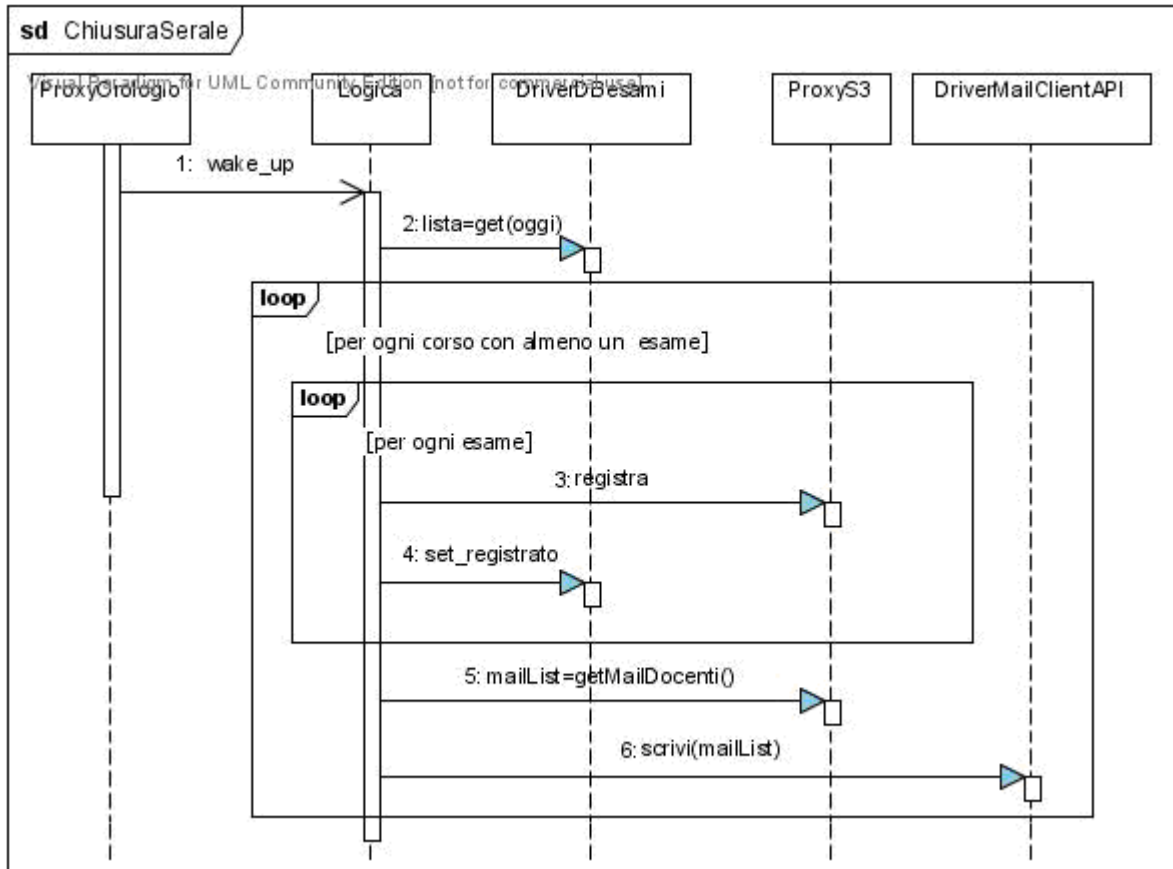 sd ChiusuraSerale
Visual Paradigm for UML Community Edition [not for commercial use]
ProxyOrologio
Logica
DriverDBesami
ProxyS3
DriverMailClientAPI
1: wake_up
2: lista=get(oggi)
loop
[per ogni corso con almeno un esame]
loop
[per ogni esame]
3: registra
4: set_registrato
5: mailList=getMailDocenti()
6: scrivi(mailList)